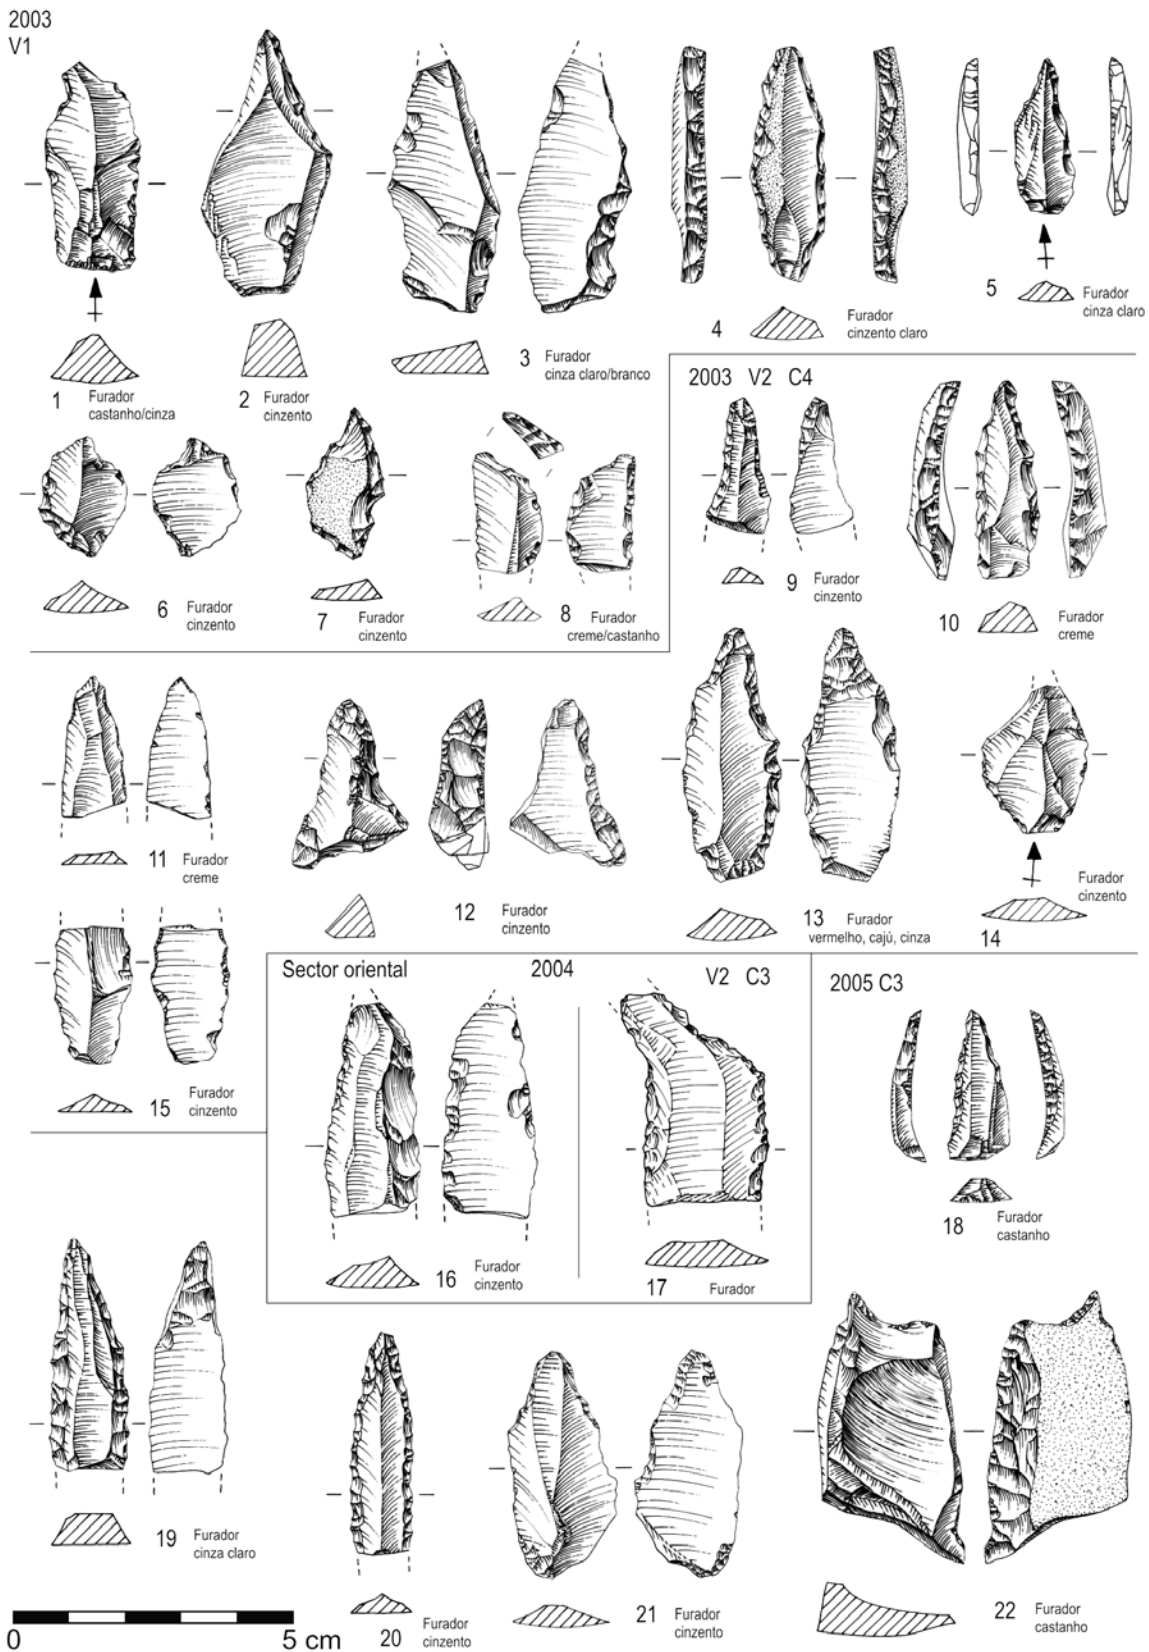 2003
V1
1 Furador
castanho/cinza
2 Furador
cinzento
3 Furador
cinza claro/branco
4 Furador
cinzento claro
5 Furador
cinza claro
6 Furador
cinzento
7 Furador
cinzento
8 Furador
creme/castanho
2003 V2 C4
9 Furador
cinzento
10 Furador
creme
11 Furador
creme
12 Furador
cinzento
13 Furador
vermelho, cajú, cinza
14 Furador
cinzento
15 Furador
cinzento
Sector oriental 2004 V2 C3
16 Furador
cinzento
17 Furador
2005 C3
18 Furador
castanho
19 Furador
cinza claro
20 Furador
cinzento
21 Furador
cinzento
22 Furador
castanho
0 5 cm